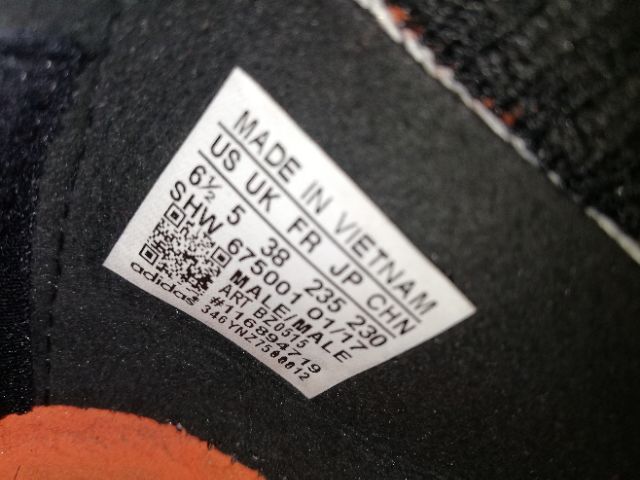 MADE IN VIETNAM
US UK FR JP CHN
6½ 5 38 235 230
SHW 675001 01/17
MALE/MALE
ART BZ0515
#116894719
adidas 346YNZ7500012